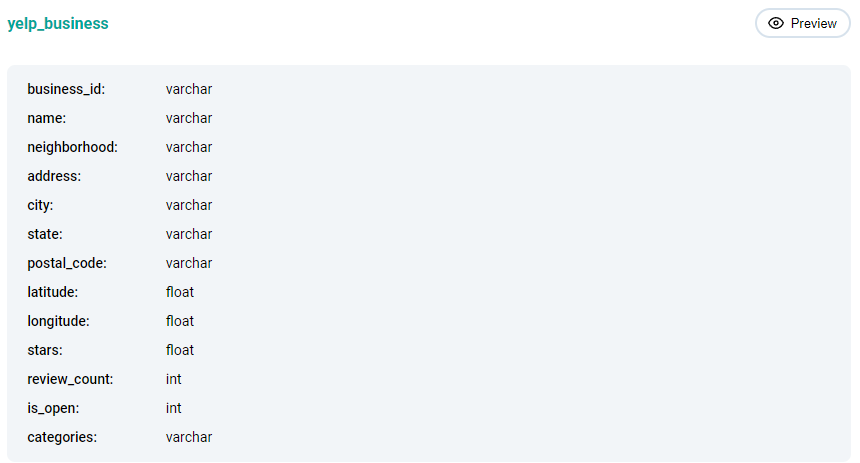 yelp_business
Preview
business_id: varchar
name: varchar
neighborhood: varchar
address: varchar
city: varchar
state: varchar
postal_code: varchar
latitude: float
longitude: float
stars: float
review_count: int
is_open: int
categories: varchar